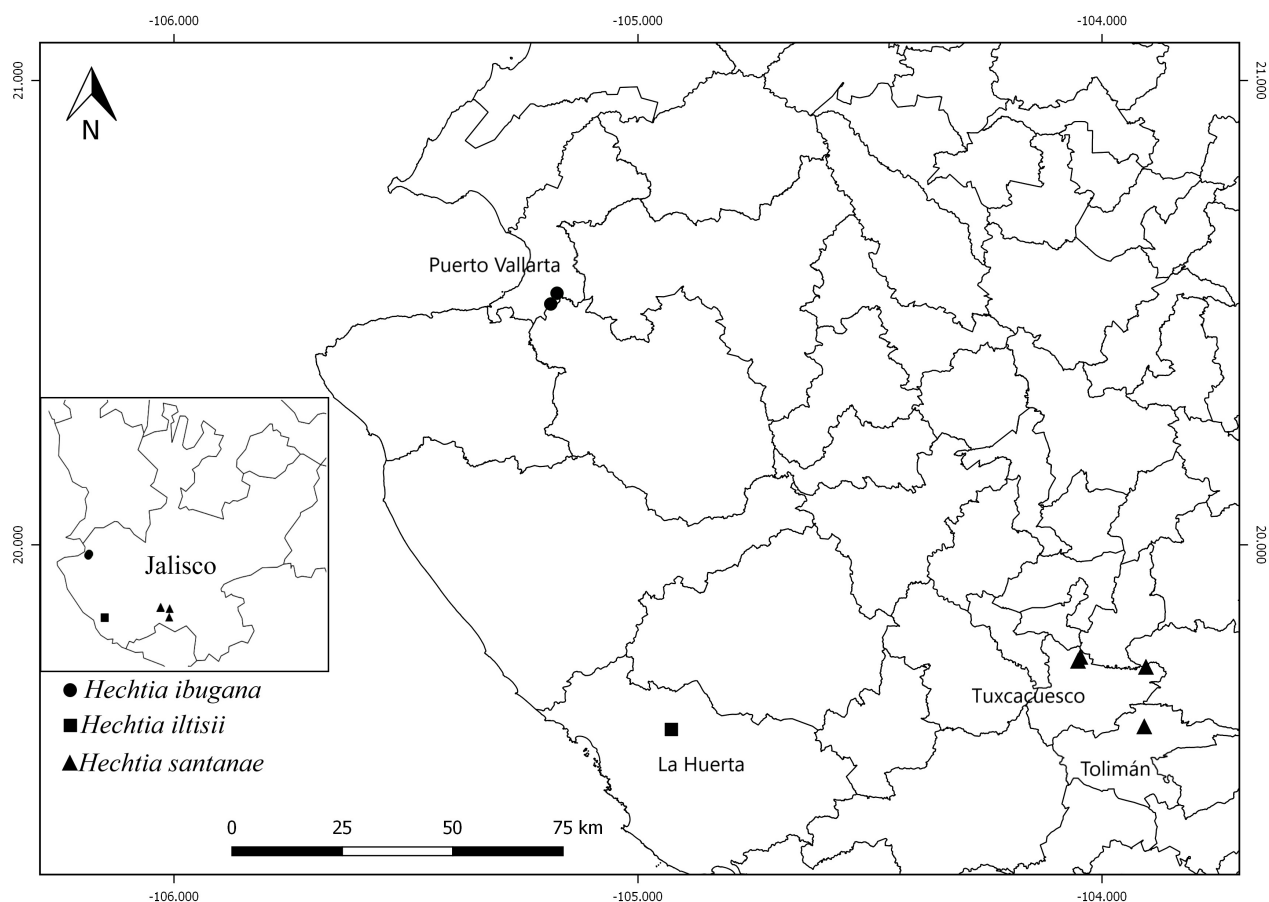 -106.000 -105.000 -104.000
21.000 21.000
N
Puerto Vallarta
Jalisco
20.000 20.000
Hechtia ibugana
Hechtia iltisii
Hechtia santanae
Tuxcacuesco
La Huerta
Tolimán
0 25 50 75 km
-106.000 -105.000 -104.000